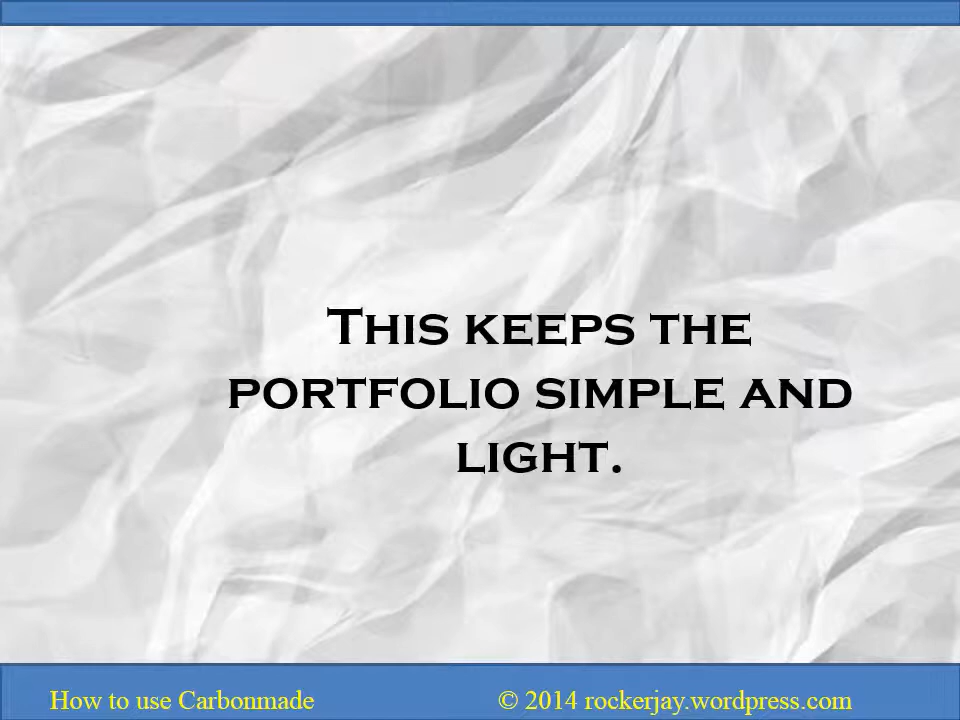 This keeps the
portfolio simple and
light.
How to use Carbonmade © 2014 rockerjay.wordpress.com